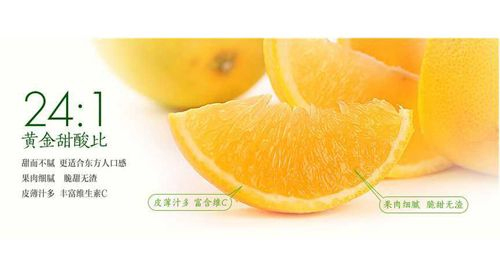 24:1
黄金甜酸比
甜而不腻 更适合东方人口感
果肉细腻 脆甜无渣
皮薄汁多 丰富维生素C
皮薄汁多 富含维C
果肉细腻 脆甜无渣